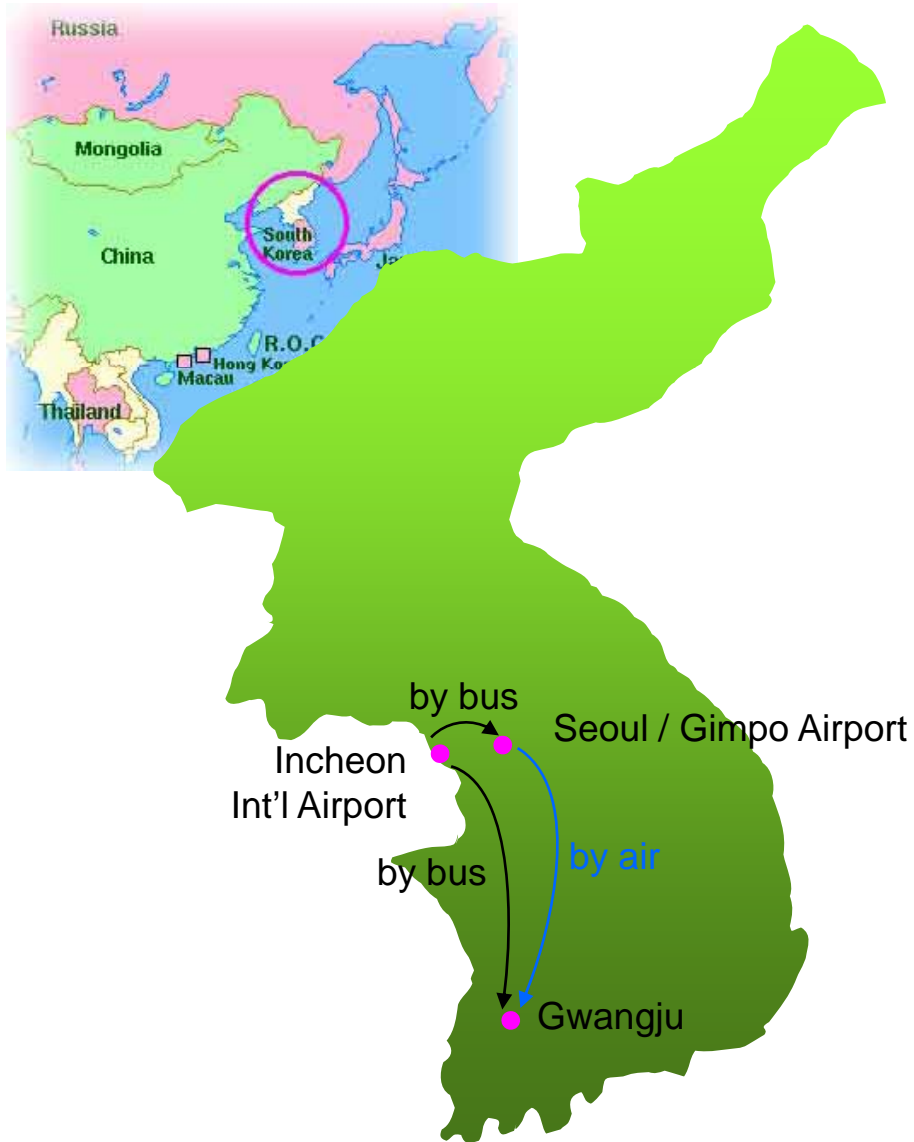 Russia
Mongolia
South
Korea
China
Ja
R.O.C
Hong Ko
Macau
Thailand
by bus
Seoul / Gimpo Airport
Incheon
Int'l Airport
by bus
by air
Gwangju